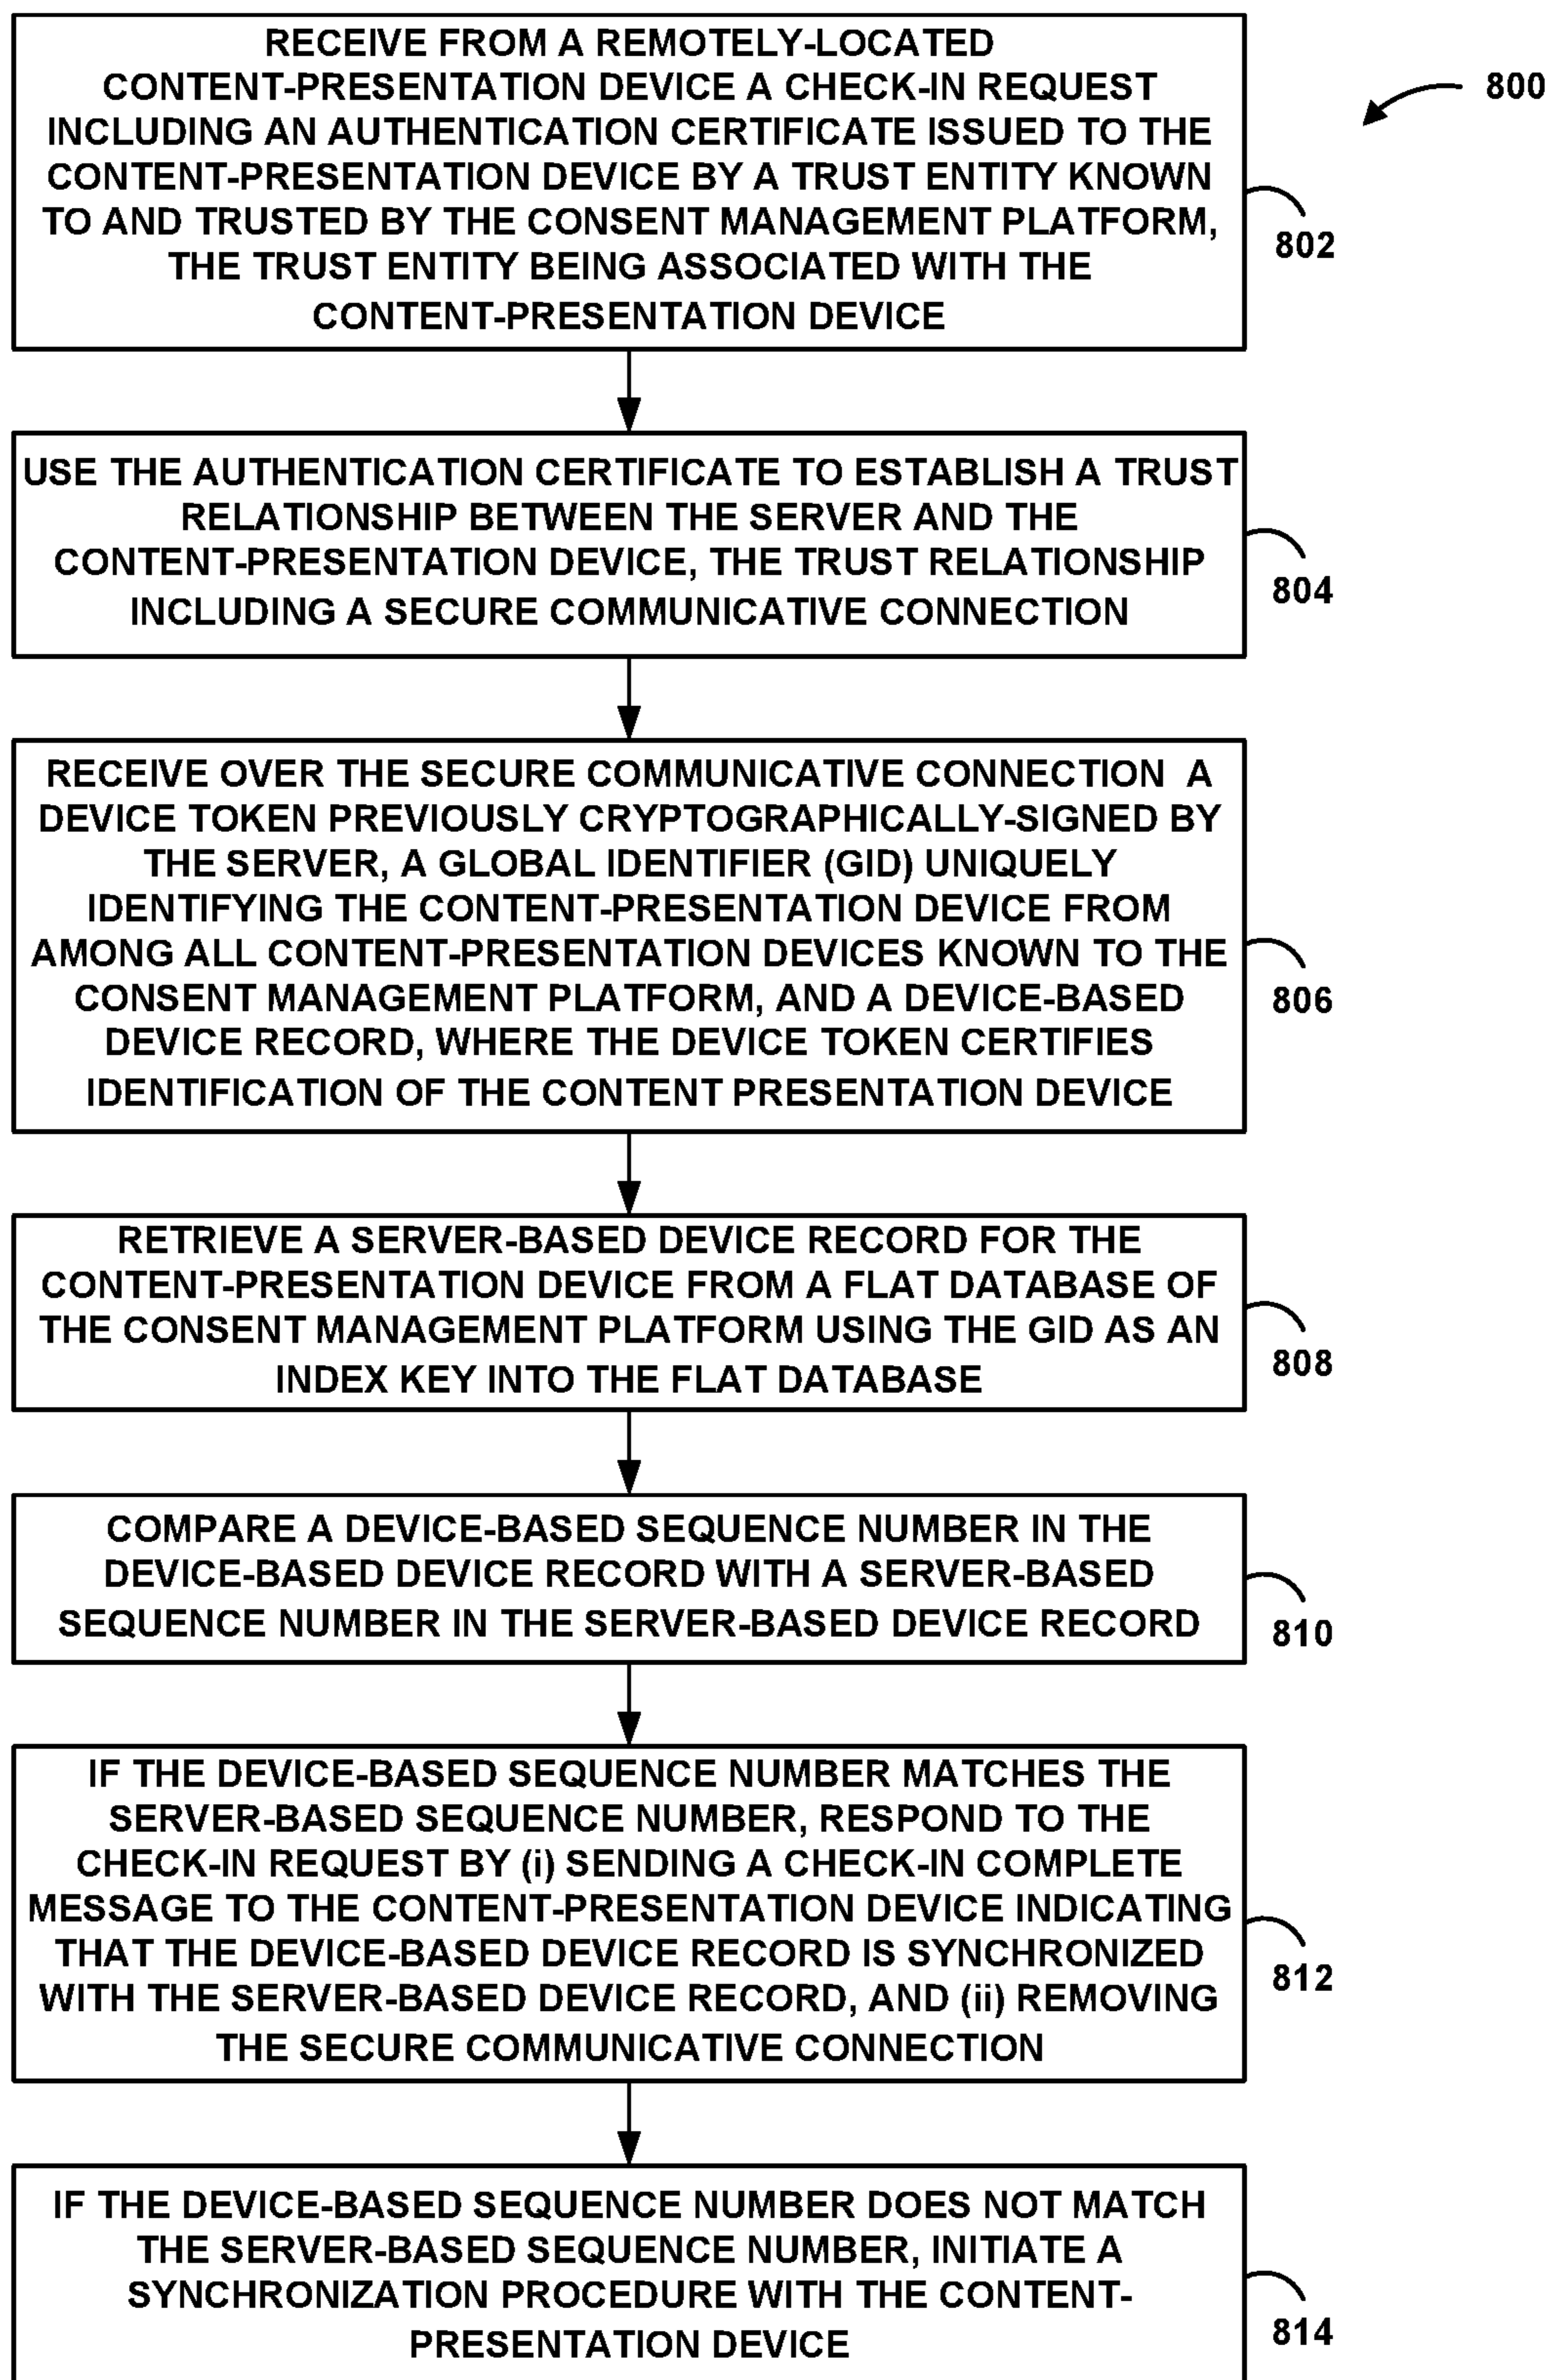 RECEIVE FROM A REMOTELY-LOCATED
CONTENT-PRESENTATION DEVICE A CHECK-IN REQUEST
INCLUDING AN AUTHENTICATION CERTIFICATE ISSUED TO THE
CONTENT-PRESENTATION DEVICE BY A TRUST ENTITY KNOWN
TO AND TRUSTED BY THE CONSENT MANAGEMENT PLATFORM,
THE TRUST ENTITY BEING ASSOCIATED WITH THE
CONTENT-PRESENTATION DEVICE
800
802
USE THE AUTHENTICATION CERTIFICATE TO ESTABLISH A TRUST
RELATIONSHIP BETWEEN THE SERVER AND THE
CONTENT-PRESENTATION DEVICE, THE TRUST RELATIONSHIP
INCLUDING A SECURE COMMUNICATIVE CONNECTION
804
RECEIVE OVER THE SECURE COMMUNICATIVE CONNECTION A
DEVICE TOKEN PREVIOUSLY CRYPTOGRAPHICALLY-SIGNED BY
THE SERVER, A GLOBAL IDENTIFIER (GID) UNIQUELY
IDENTIFYING THE CONTENT-PRESENTATION DEVICE FROM
AMONG ALL CONTENT-PRESENTATION DEVICES KNOWN TO THE
CONSENT MANAGEMENT PLATFORM, AND A DEVICE-BASED
DEVICE RECORD, WHERE THE DEVICE TOKEN CERTIFIES
IDENTIFICATION OF THE CONTENT PRESENTATION DEVICE
806
RETRIEVE A SERVER-BASED DEVICE RECORD FOR THE
CONTENT-PRESENTATION DEVICE FROM A FLAT DATABASE OF
THE CONSENT MANAGEMENT PLATFORM USING THE GID AS AN
INDEX KEY INTO THE FLAT DATABASE
808
COMPARE A DEVICE-BASED SEQUENCE NUMBER IN THE
DEVICE-BASED DEVICE RECORD WITH A SERVER-BASED
SEQUENCE NUMBER IN THE SERVER-BASED DEVICE RECORD
810
IF THE DEVICE-BASED SEQUENCE NUMBER MATCHES THE
SERVER-BASED SEQUENCE NUMBER, RESPOND TO THE
CHECK-IN REQUEST BY (i) SENDING A CHECK-IN COMPLETE
MESSAGE TO THE CONTENT-PRESENTATION DEVICE INDICATING
THAT THE DEVICE-BASED DEVICE RECORD IS SYNCHRONIZED
WITH THE SERVER-BASED DEVICE RECORD, AND (ii) REMOVING
THE SECURE COMMUNICATIVE CONNECTION
812
IF THE DEVICE-BASED SEQUENCE NUMBER DOES NOT MATCH
THE SERVER-BASED SEQUENCE NUMBER, INITIATE A
SYNCHRONIZATION PROCEDURE WITH THE CONTENT-
PRESENTATION DEVICE
814